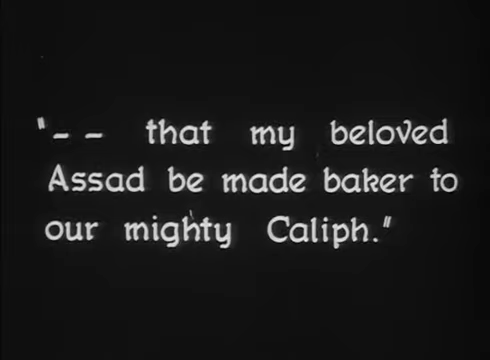 "-- that my beloved
Assad be made baker to
our mighty Caliph."